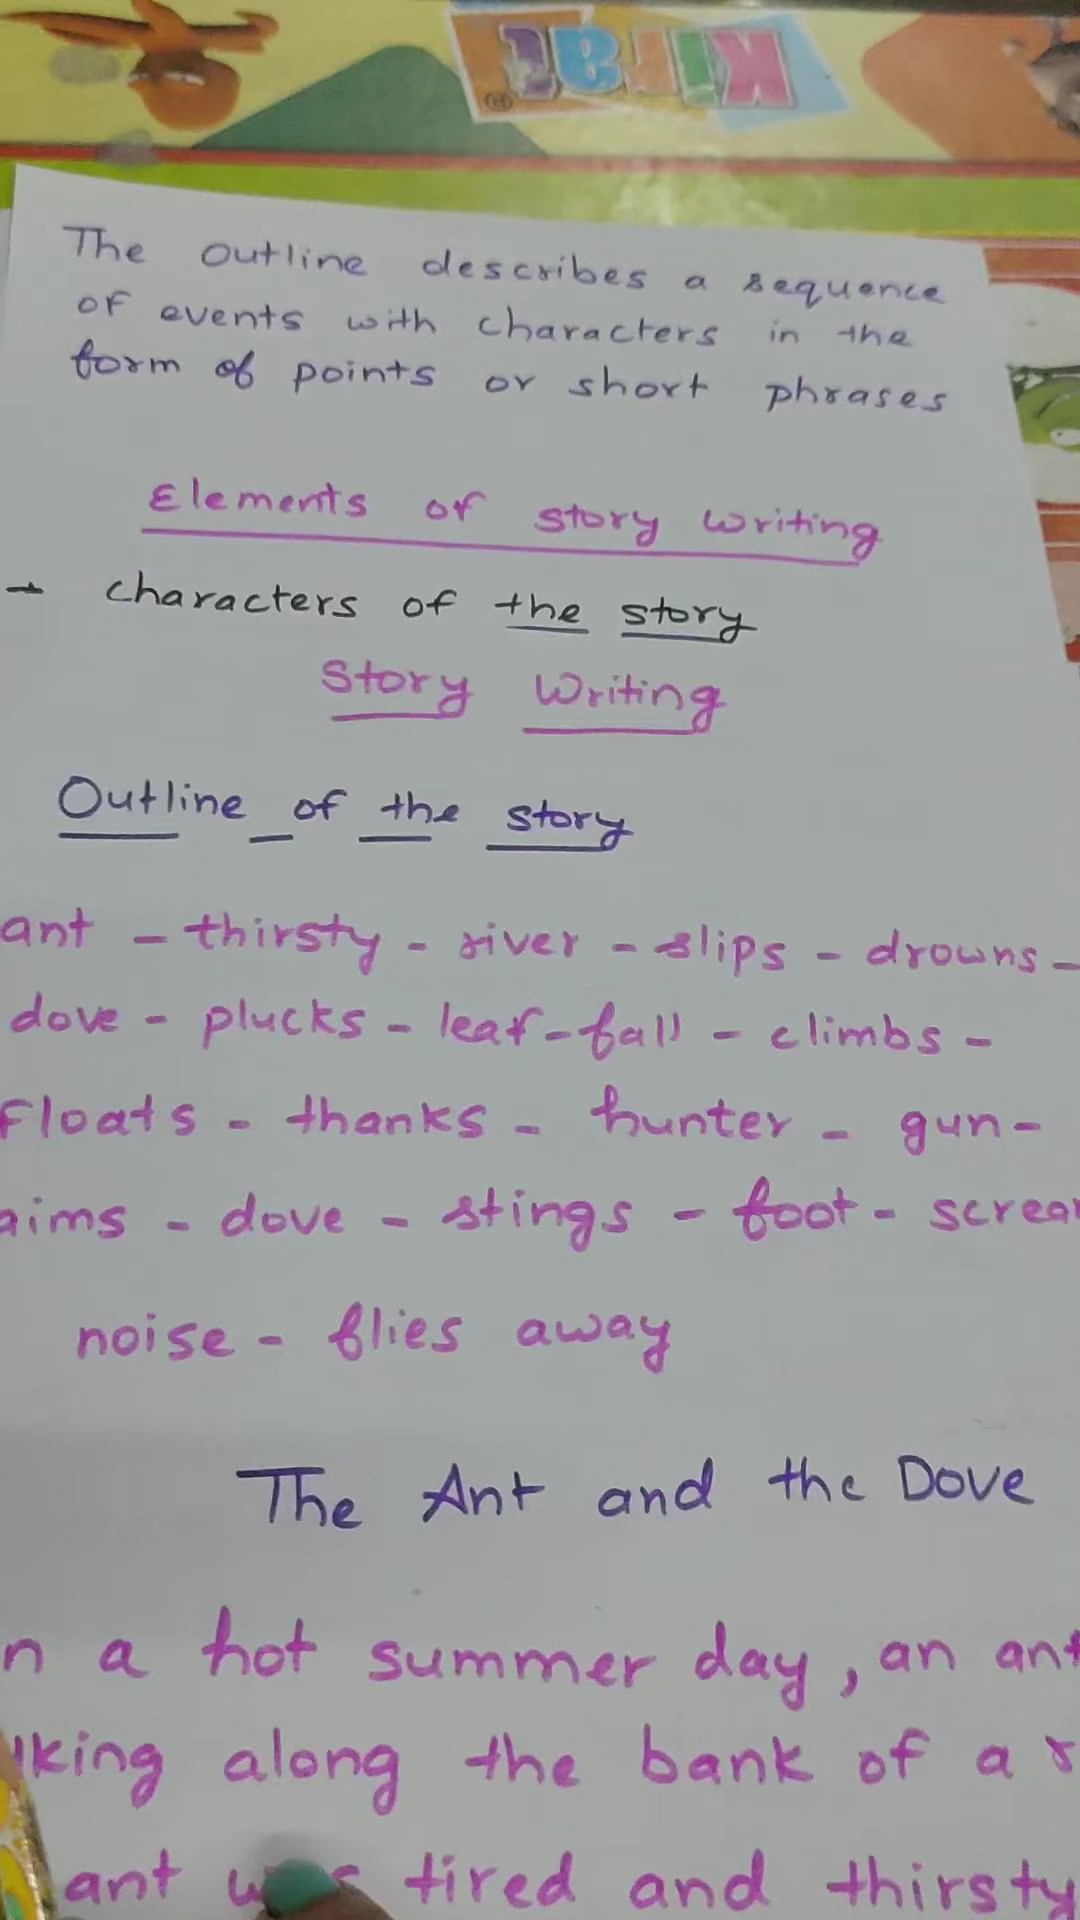 Kirat
The outline describes a sequence
of events with characters in the
form of points or short phrases
Elements of story writing
characters of the story
Story Writing
Outline of the story
ant - thirsty - river - slips - drowns -
dove - plucks - leaf - fall - climbs -
Floats - thanks - hunter - gun -
aims - dove - stings - foot -
noise - flies away
The Ant and the Dove
a hot summer day, an ant
along the bank of a
ant was tired and thirsty